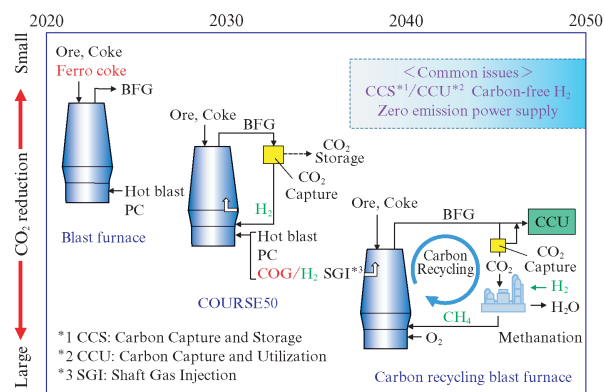 2020
2030
2040
2050
Small
CO2 reduction
Large
Ore, Coke
Ferro coke
BFG
Hot blast
PC
Blast furnace
Ore, Coke
BFG
CO2
Storage
CO2
Capture
H2
Hot blast
PC
COG/H2
COURSE50
<Common issues>
CCS*1/CCU*2 Carbon-free H2
Zero emission power supply
Ore, Coke
BFG
CCU
SGI*3
Carbon
Recycling
CO2
CO2
Capture
H2
H2O
CH4
Methanation
O2
Carbon recycling blast furnace
*1 CCS: Carbon Capture and Storage
*2 CCU: Carbon Capture and Utilization
*3 SGI: Shaft Gas Injection